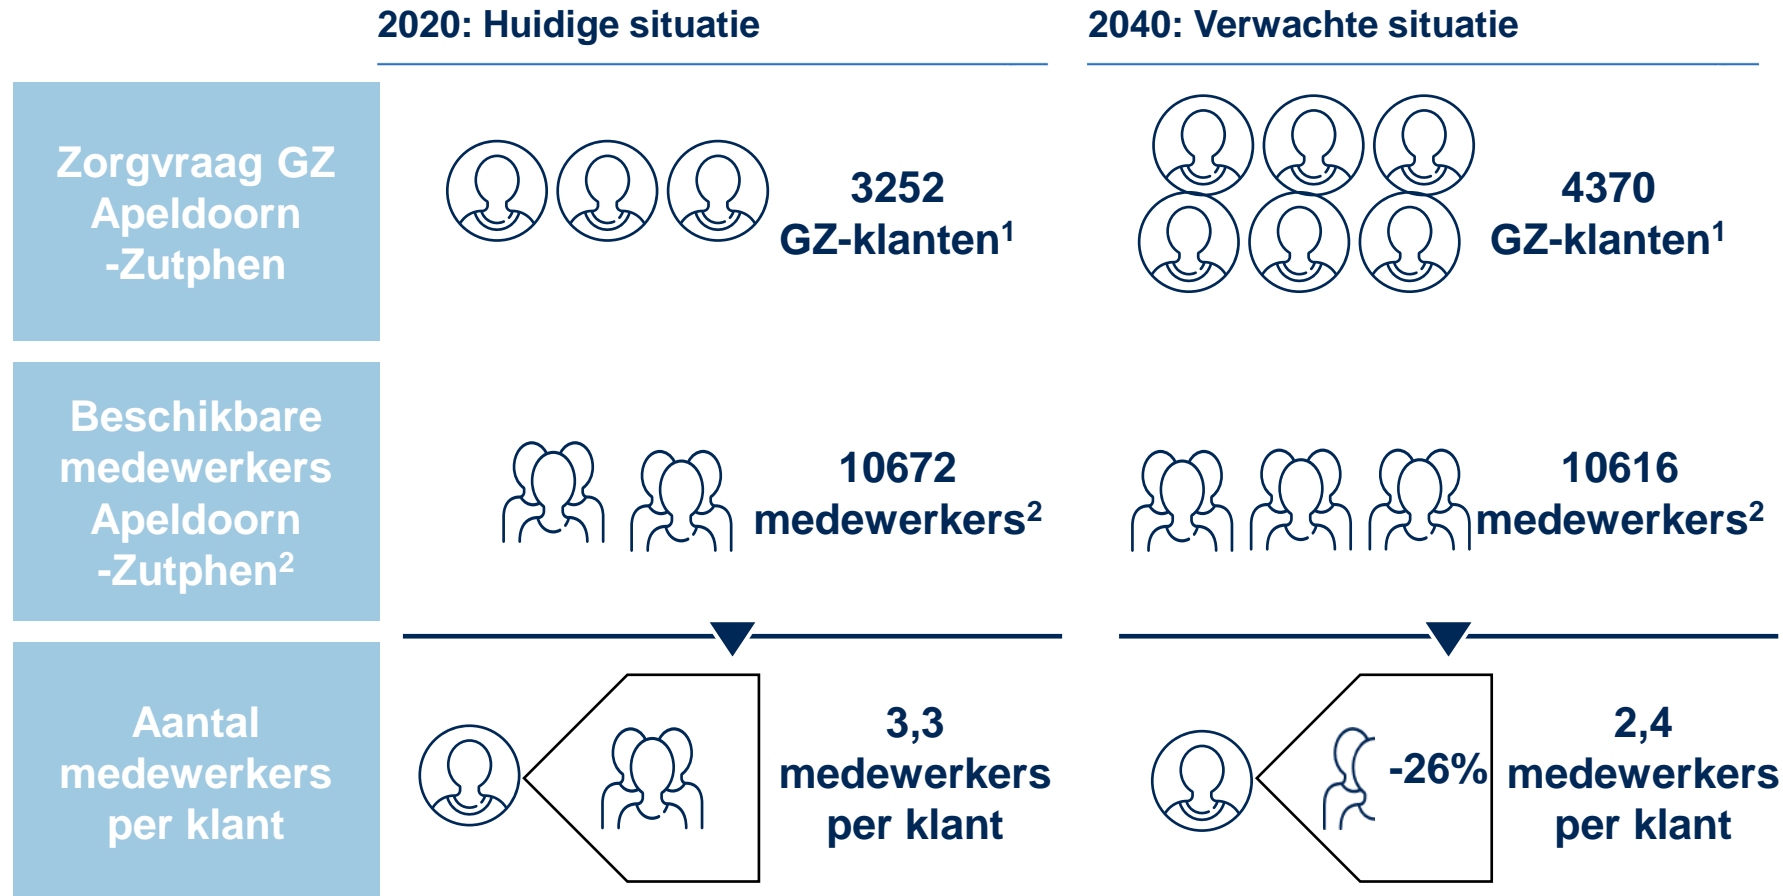 2020: Huidige situatie
2040: Verwachte situatie
Zorgvraag GZ
Apeldoorn
-Zutphen
3252
GZ-klanten¹
4370
GZ-klanten¹
Beschikbare
medewerkers
Apeldoorn
-Zutphen²
10672
medewerkers²
10616
medewerkers²
Aantal
medewerkers
per klant
3,3
medewerkers
per klant
-26%
2,4
medewerkers
per klant